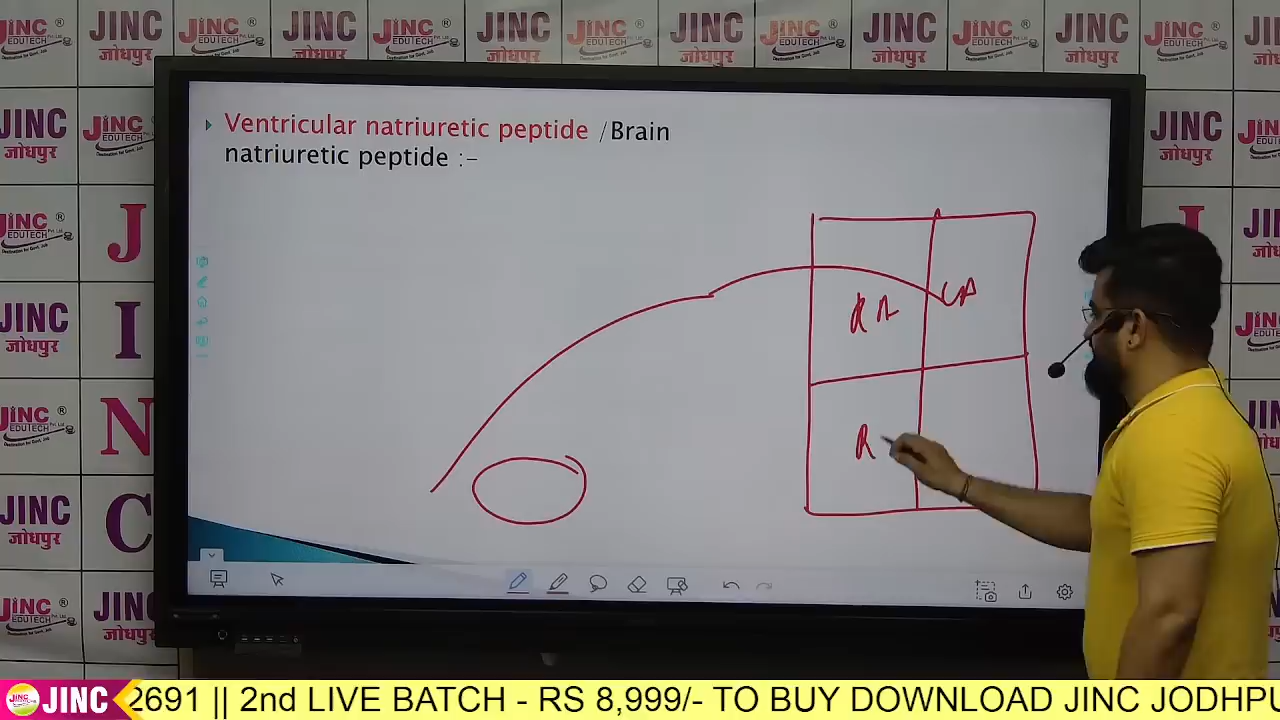 Ventricular natriuretic peptide /Brain
natriuretic peptide :-
RA
LA
R
JINC
EDUTECH
जोधपुर
J
I
N
C
JINC 2691 || 2nd LIVE BATCH - RS 8,999/- TO BUY DOWNLOAD JINC JODHPU